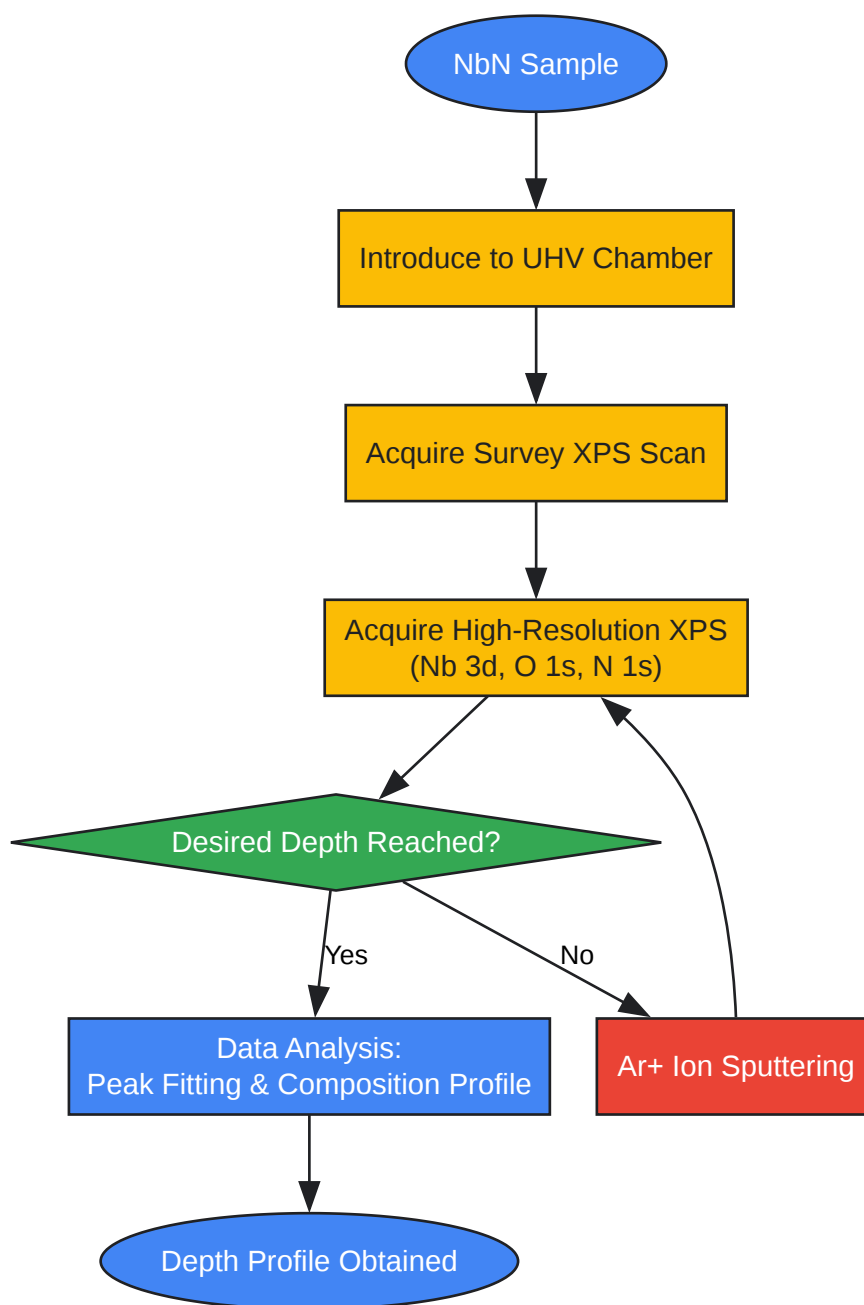 NbN Sample
Introduce to UHV Chamber
Acquire Survey XPS Scan
Acquire High-Resolution XPS
(Nb 3d, O 1s, N 1s)
Desired Depth Reached?
Yes
No
Data Analysis:
Peak Fitting & Composition Profile
Ar+ Ion Sputtering
Depth Profile Obtained